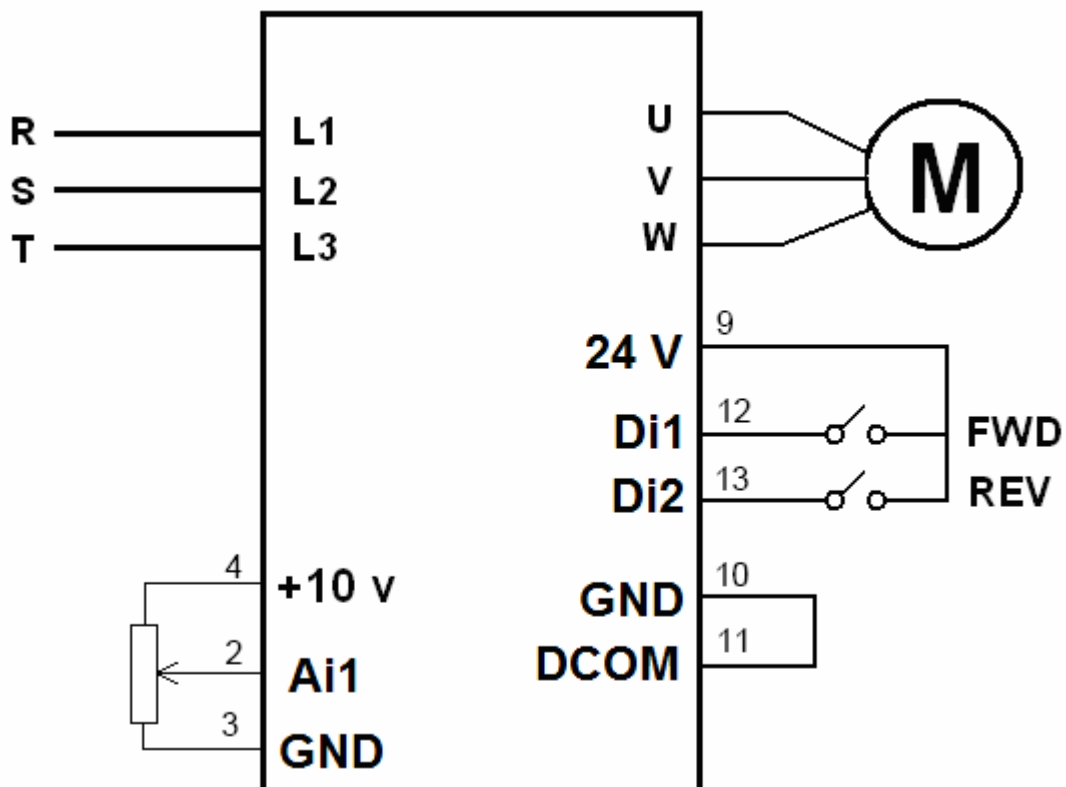 R L1 U
S L2 V
T L3 W
M
9
24 V
12
Di1 FWD
13
Di2 REV
4
+10 v
10
GND
2
Ai1
11
DCOM
3
GND